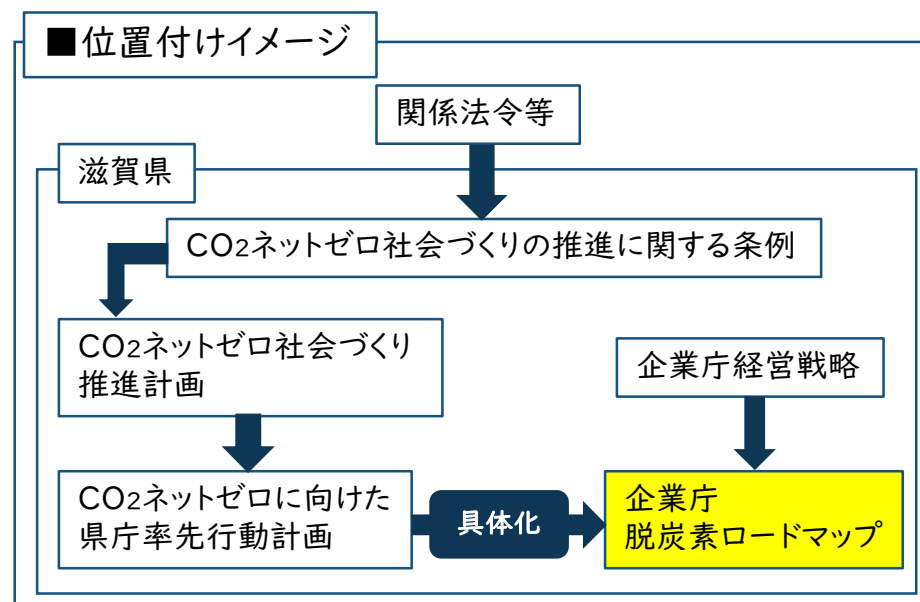 ■位置付けイメージ
関係法令等
滋賀県
CO2ネットゼロ社会づくりの推進に関する条例
CO2ネットゼロ社会づくり
推進計画
企業庁経営戦略
CO2ネットゼロに向けた
県庁率先行動計画
具体化
企業庁
脱炭素ロードマップ